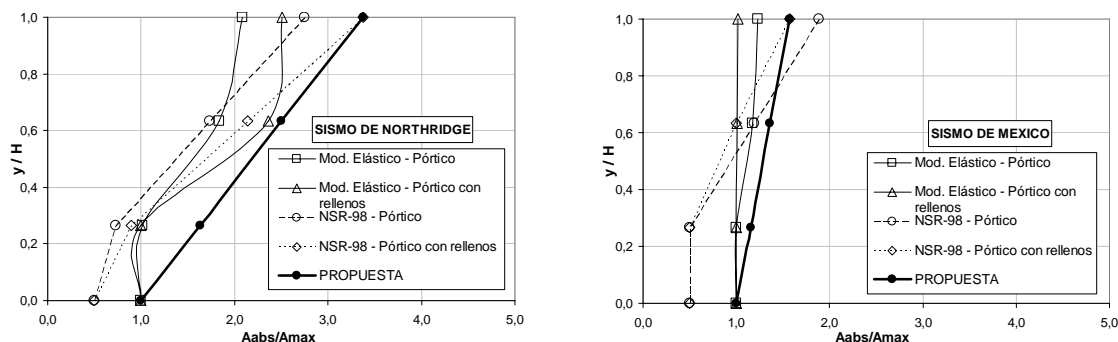 1,0
0,8
0,6
0,4
0,2
0,0
y / H
0,0 1,0 2,0 3,0 4,0 5,0
Aabs/Amax
SISMO DE NORTHRIDGE
Mod. Elástico - Pórtico
Mod. Elástico - Pórtico con
rellenos
NSR-98 - Pórtico
NSR-98 - Pórtico con rellenos
PROPUESTA
1,0
0,8
0,6
0,4
0,2
0,0
y / H
0,0 1,0 2,0 3,0 4,0 5,0
Aabs/Amax
SISMO DE MEXICO
Mod. Elástico - Pórtico
Mod. Elástico - Pórtico con
rellenos
NSR-98 - Pórtico
NSR-98 - Pórtico con rellenos
PROPUESTA